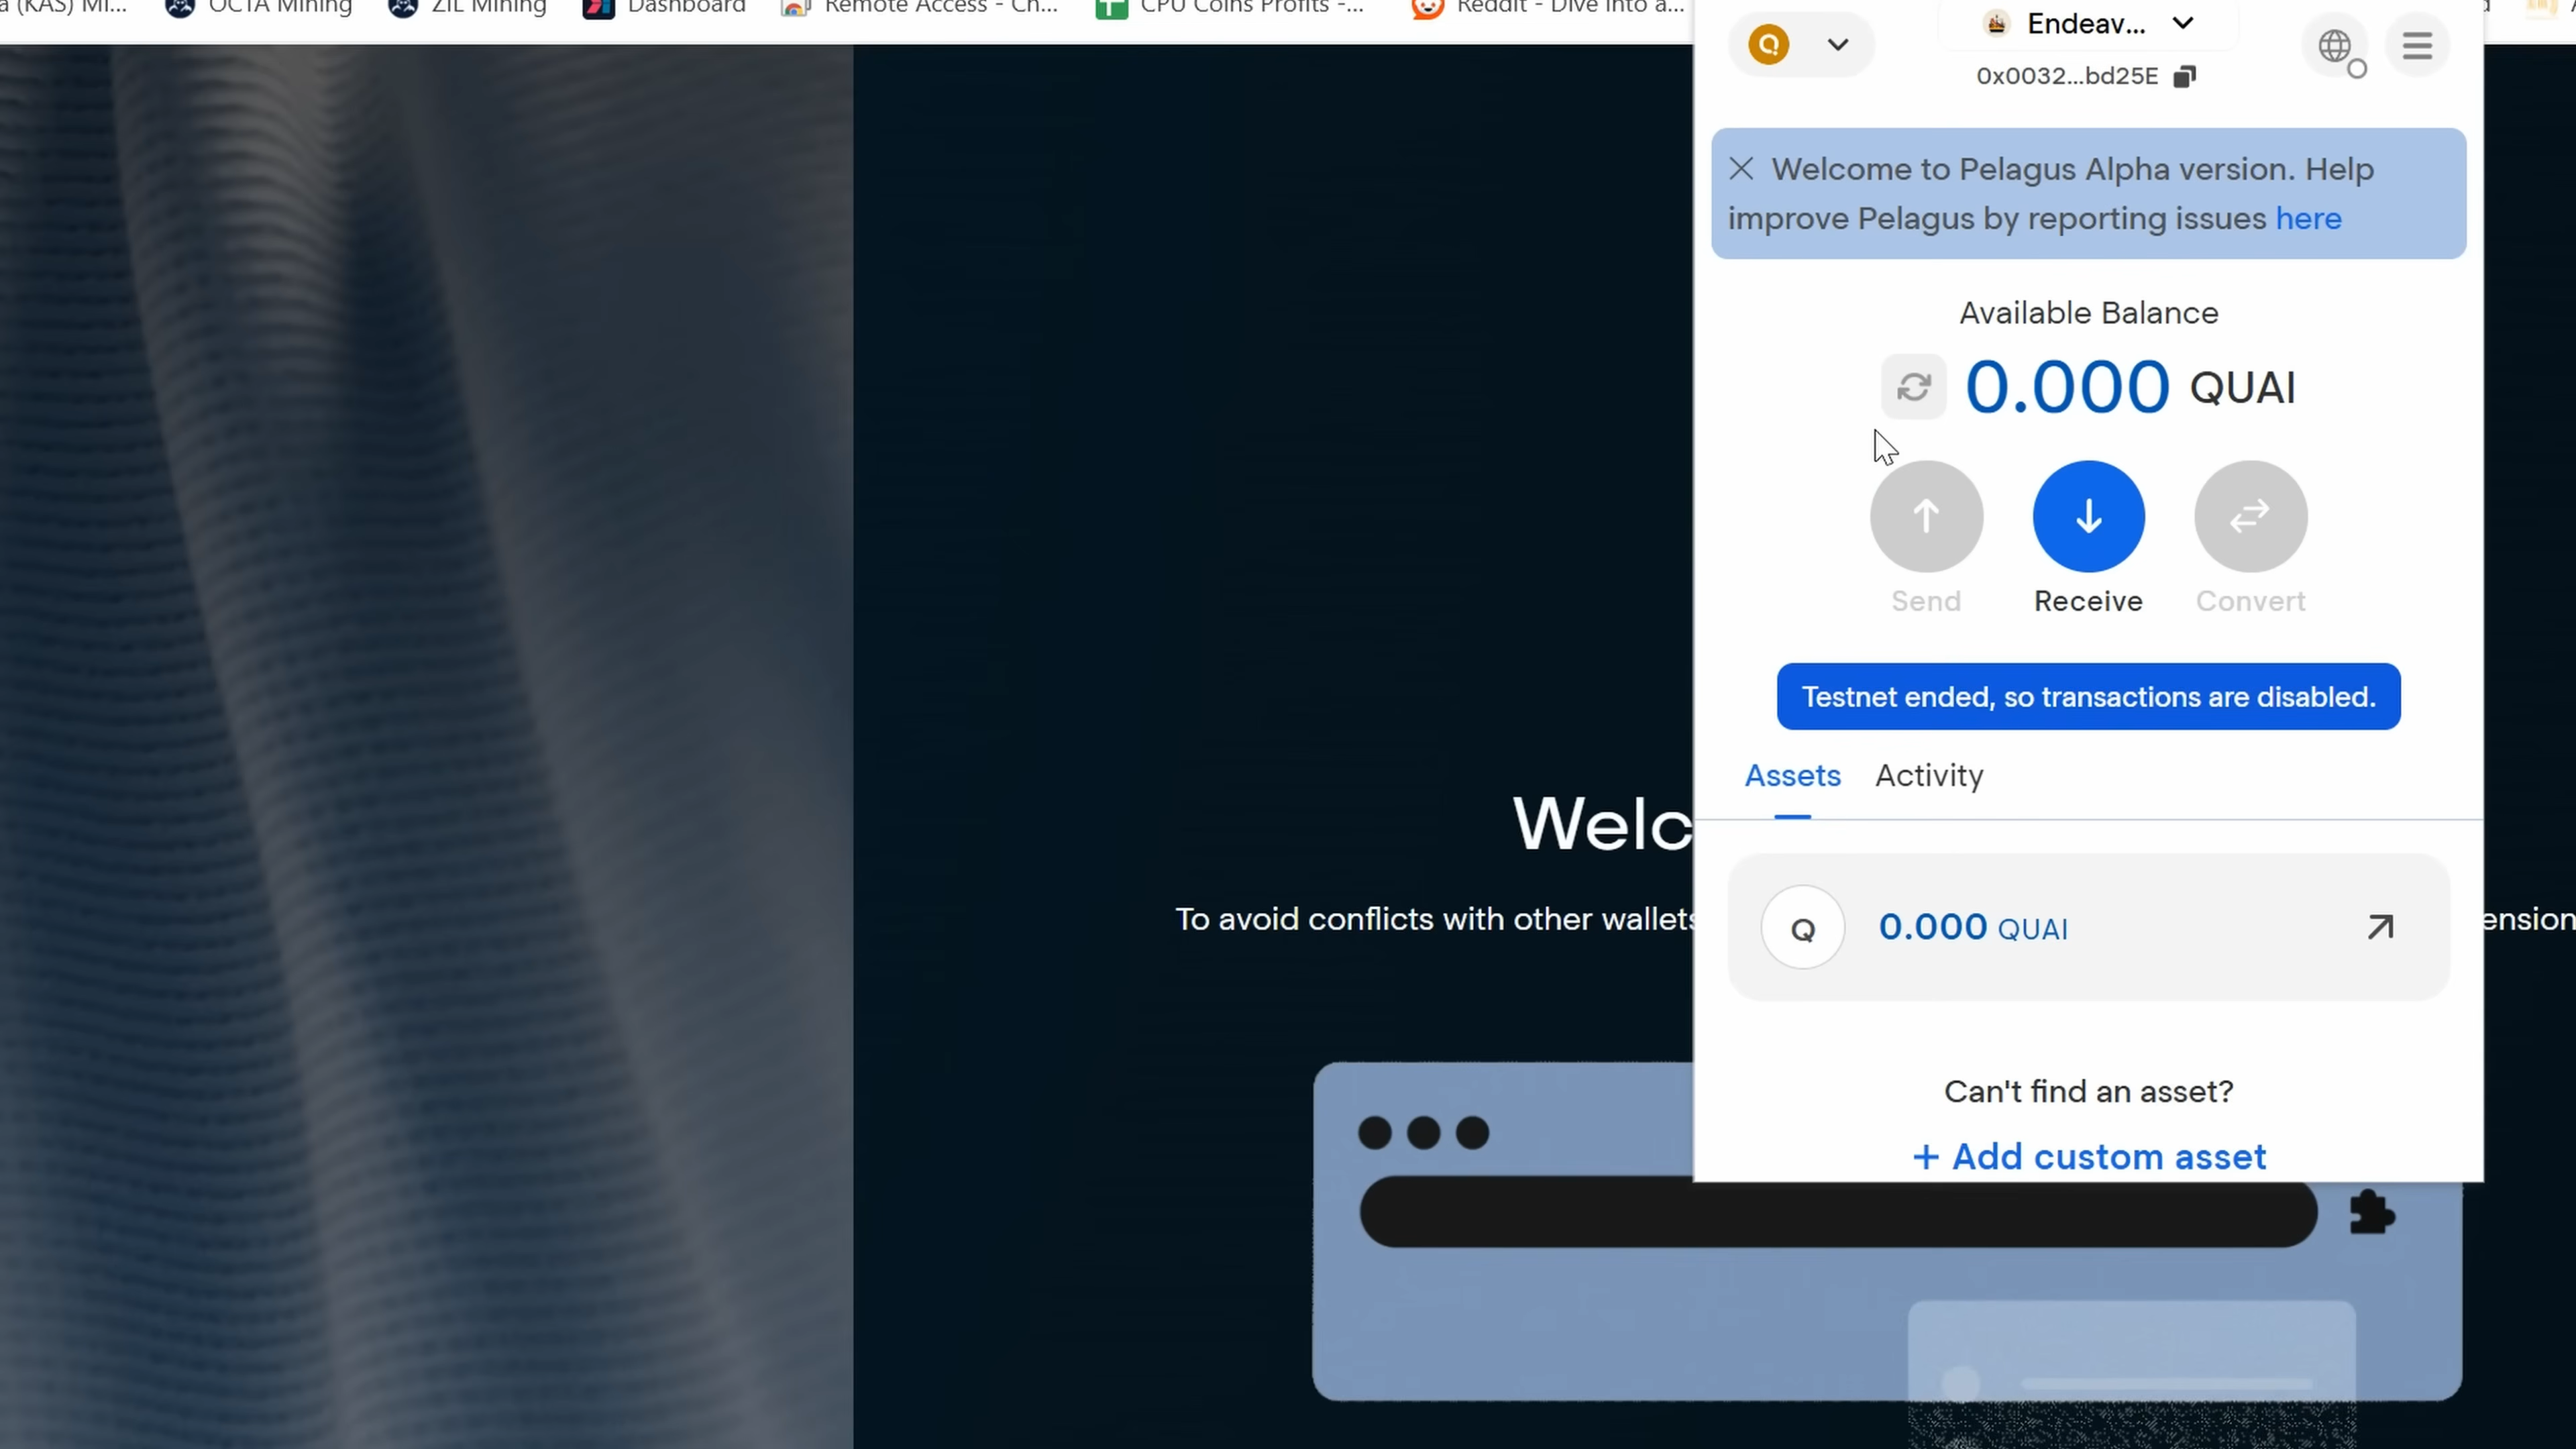 (KAS) Mi...
OCTA Mining
ZIL Mining
Dashboard
Remote Access - Ch...
CPU Coins Profits -...
Reddit - Dive into a...
Endeav...
0x0032...bd25E
Welcome to Pelagus Alpha version. Help
improve Pelagus by reporting issues here
Available Balance
0.000 QUAI
Send
Receive
Convert
Testnet ended, so transactions are disabled.
Assets
Activity
Welc
To avoid conflicts with other wallets
Q
0.000 QUAI
Can't find an asset?
+ Add custom asset